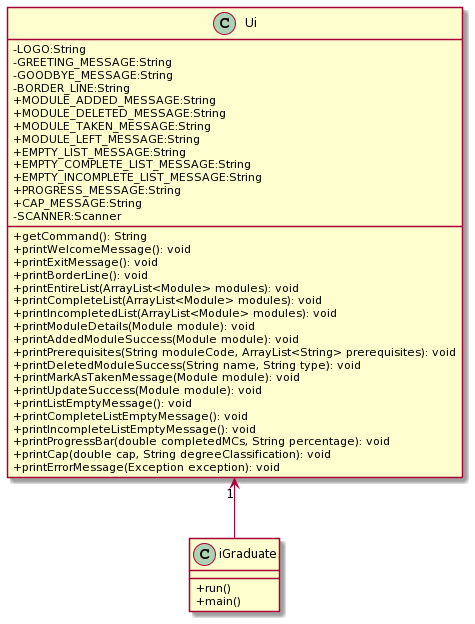 C Ui
-LOGO:String
-GREETING_MESSAGE:String
-GOODBYE_MESSAGE:String
-BORDER_LINE:String
+MODULE_ADDED_MESSAGE:String
+MODULE_DELETED_MESSAGE:String
+MODULE_TAKEN_MESSAGE:String
+MODULE_LEFT_MESSAGE:String
+EMPTY_LIST_MESSAGE:String
+EMPTY_COMPLETE_LIST_MESSAGE:String
+EMPTY_INCOMPLETE_LIST_MESSAGE:String
+PROGRESS_MESSAGE:String
+CAP_MESSAGE:String
-SCANNER:Scanner
+getCommand(): String
+printWelcomeMessage(): void
+printExitMessage(): void
+printBorderLine(): void
+printEntireList(ArrayList<Module> modules): void
+printCompleteList(ArrayList<Module> modules): void
+printIncompletedList(ArrayList<Module> modules): void
+printModuleDetails(Module module): void
+printAddedModuleSuccess(Module module): void
+printPrerequisites(String moduleCode, ArrayList<String> prerequisites): void
+printDeletedModuleSuccess(String name, String type): void
+printMarkAsTakenMessage(Module module): void
+printUpdateSuccess(Module module): void
+printListEmptyMessage(): void
+printCompleteListEmptyMessage(): void
+printIncompleteListEmptyMessage(): void
+printProgressBar(double completedMCs, String percentage): void
+printCap(double cap, String degreeClassification): void
+printErrorMessage(Exception exception): void
1
C iGraduate
+run()
+main()